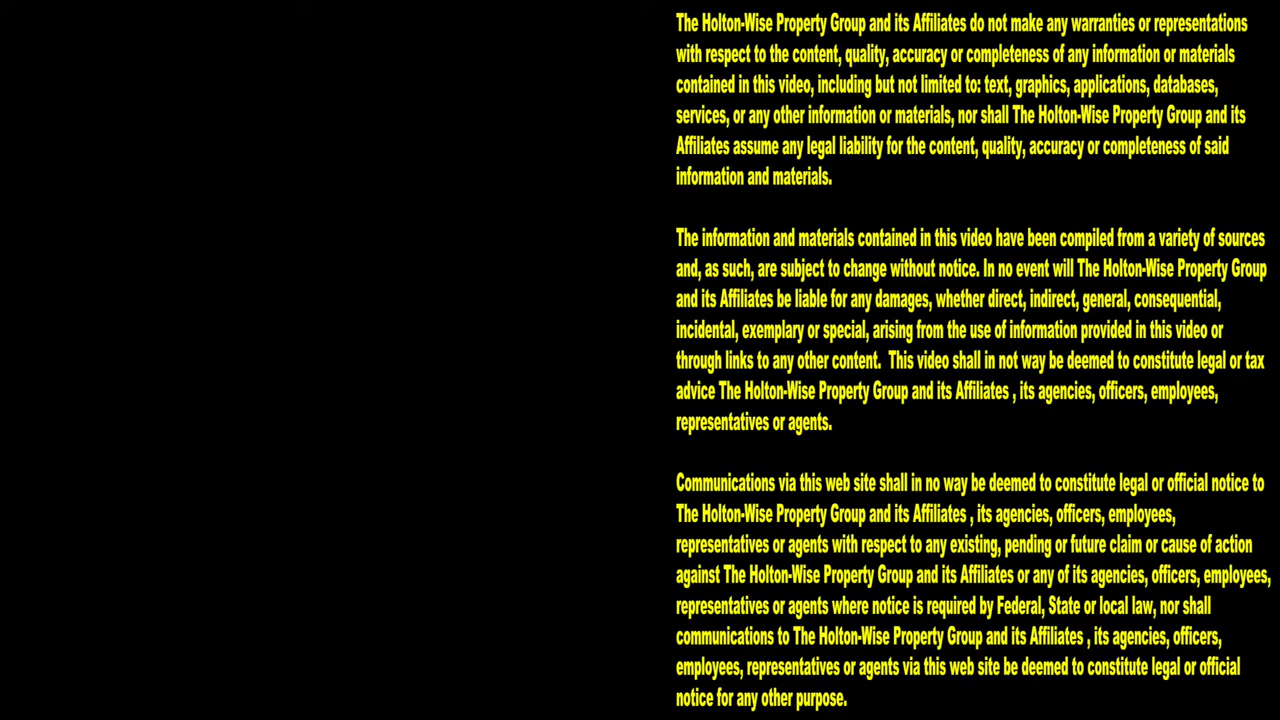 The Holton-Wise Property Group and its Affiliates do not make any warranties or representations
with respect to the content, quality, accuracy or completeness of any information or materials
contained in this video, including but not limited to: text, graphics, applications, databases,
services, or any other information or materials, nor shall The Holton-Wise Property Group and its
Affiliates assume any legal liability for the content, quality, accuracy or completeness of said
information and materials.
The information and materials contained in this video have been compiled from a variety of sources
and, as such, are subject to change without notice. In no event will The Holton-Wise Property Group
and its Affiliates be liable for any damages, whether direct, indirect, general, consequential,
incidental, exemplary or special, arising from the use of information provided in this video or
through links to any other content.  This video shall in not way be deemed to constitute legal or tax
advice The Holton-Wise Property Group and its Affiliates , its agencies, officers, employees,
representatives or agents.
Communications via this web site shall in no way be deemed to constitute legal or official notice to
The Holton-Wise Property Group and its Affiliates , its agencies, officers, employees,
representatives or agents with respect to any existing, pending or future claim or cause of action
against The Holton-Wise Property Group and its Affiliates or any of its agencies, officers, employees,
representatives or agents where notice is required by Federal, State or local law, nor shall
communications to The Holton-Wise Property Group and its Affiliates , its agencies, officers,
employees, representatives or agents via this web site be deemed to constitute legal or official
notice for any other purpose.